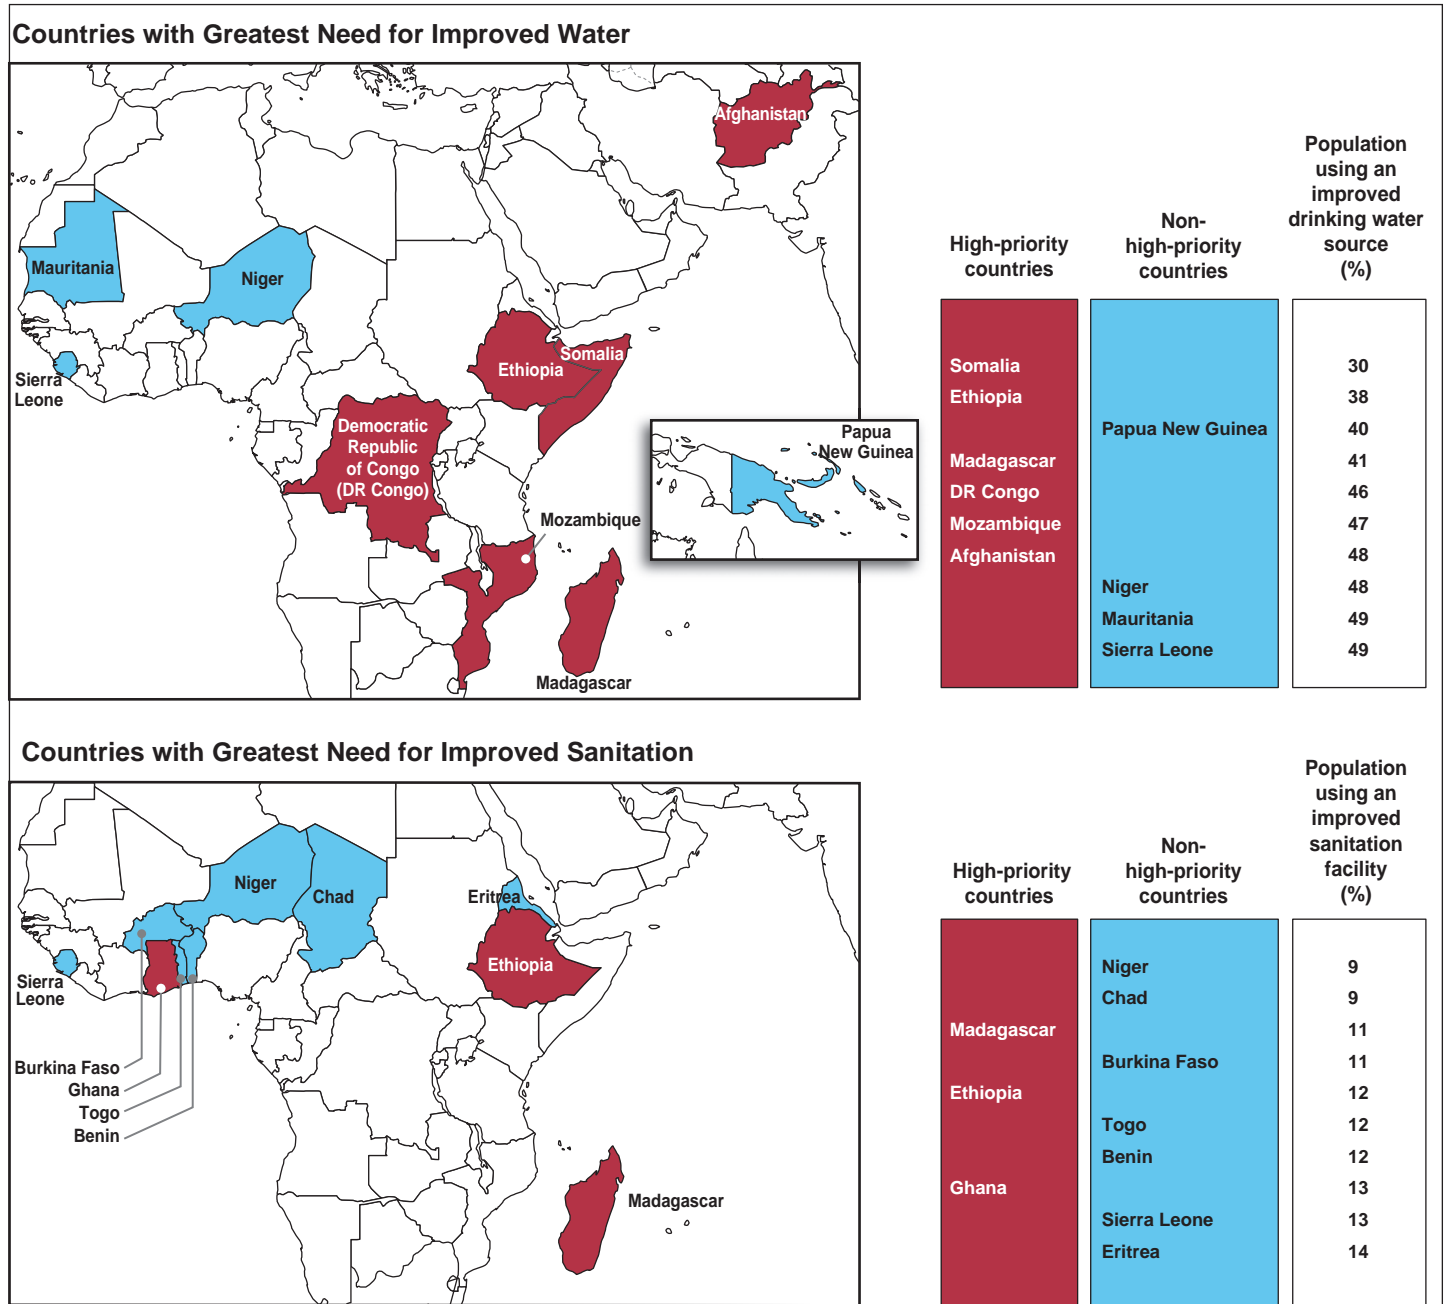 Countries with Greatest Need for Improved Water
Afghanistan
Mauritania
Niger
Sierra
Leone
Somalia
Ethiopia
Democratic
Republic
of Congo
(DR Congo)
Mozambique
Madagascar
Papua
New Guinea
High-priority
countries
Non-
high-priority
countries
Population
using an
improved
drinking water
source
(%)
Somalia 30
Ethiopia 38
Papua New Guinea 40
Madagascar 41
DR Congo 46
Mozambique 47
Afghanistan 48
Niger 48
Mauritania 49
Sierra Leone 49
Countries with Greatest Need for Improved Sanitation
Niger
Chad
Eritrea
Ethiopia
Sierra
Leone
Burkina Faso
Ghana
Togo
Benin
Madagascar
High-priority
countries
Non-
high-priority
countries
Population
using an
improved
sanitation
facility
(%)
Niger 9
Chad 9
Madagascar 11
Burkina Faso 11
Ethiopia 12
Togo 12
Benin 12
Ghana 13
Sierra Leone 13
Eritrea 14